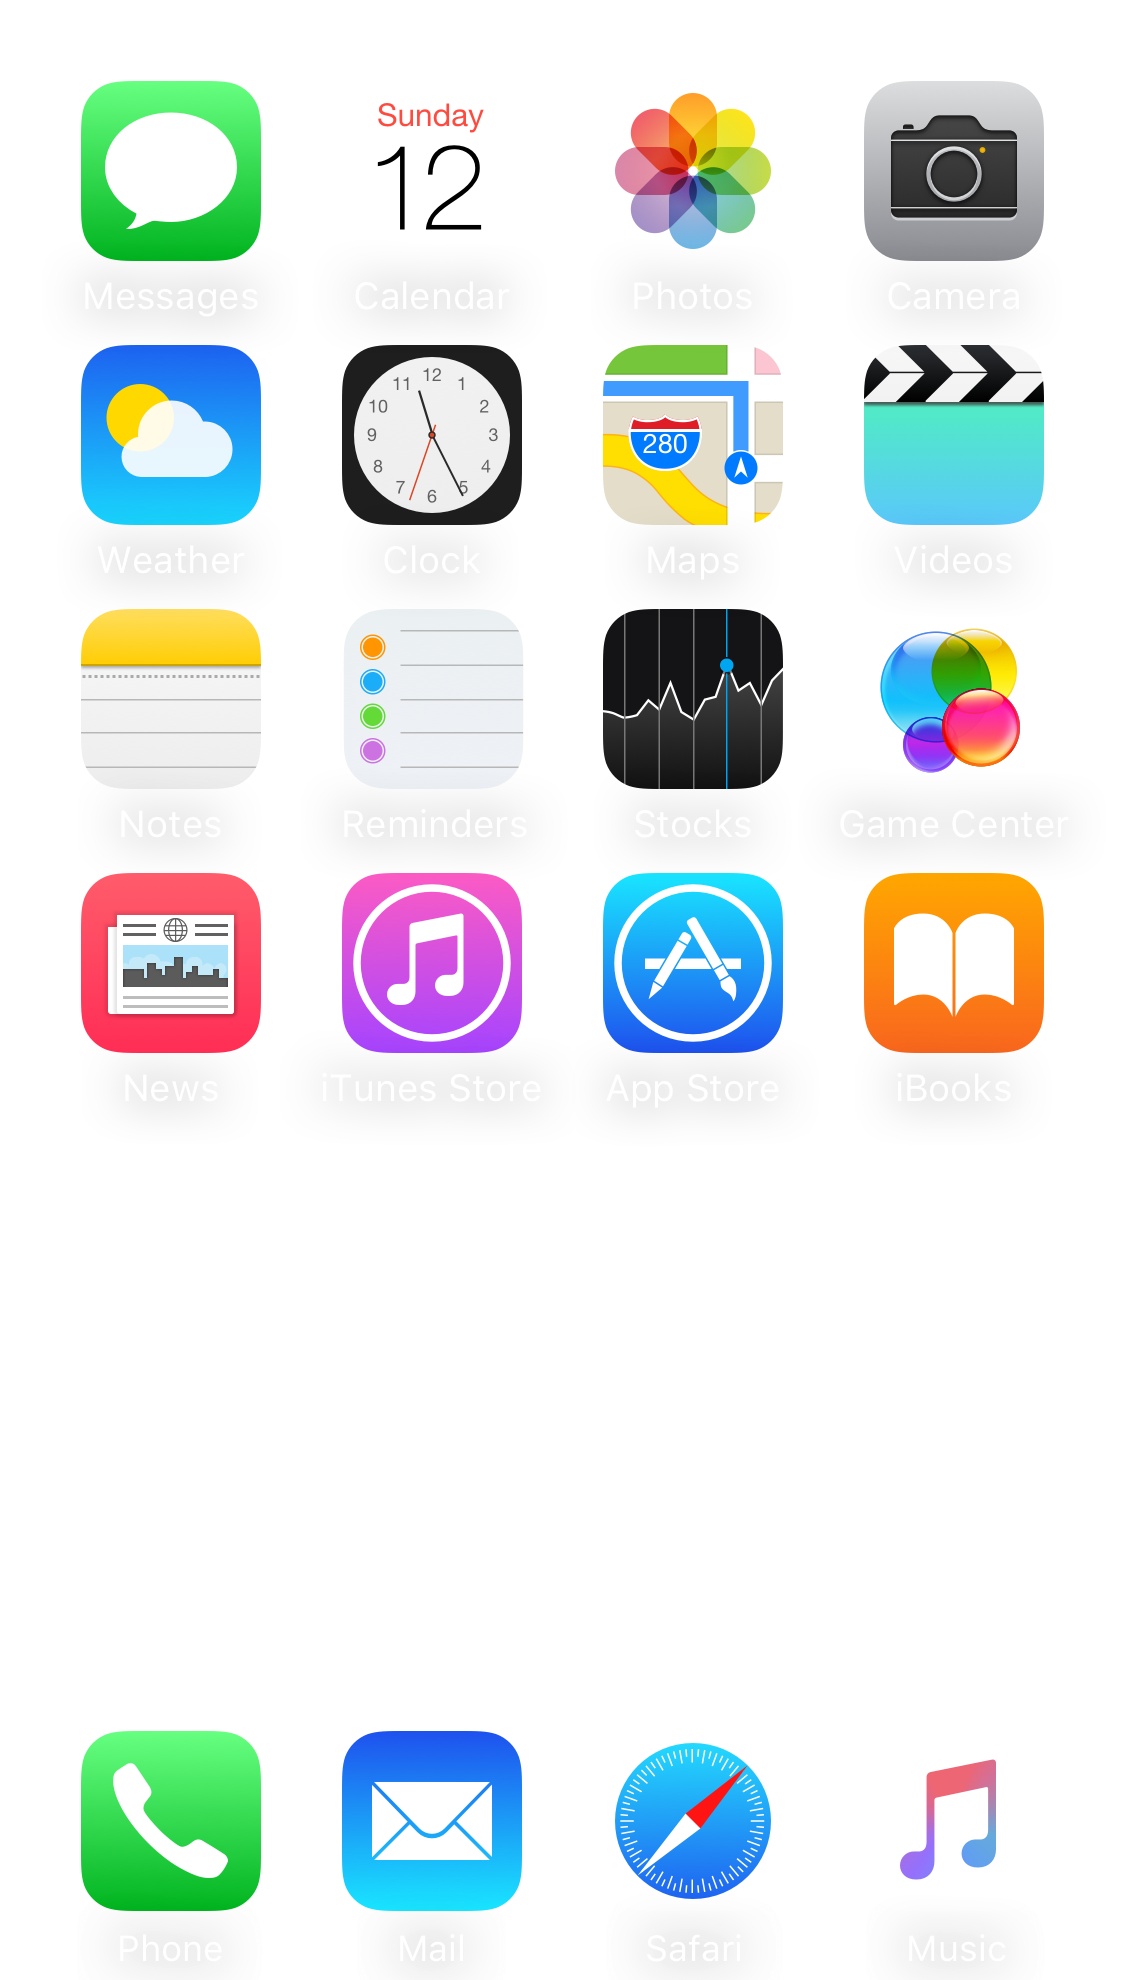 Sunday
12
Messages Calendar Photos Camera
12
11 1
10 2
9 3
8 4
7 5
6
280
Weather Clock Maps Videos
Notes Reminders Stocks Game Center
News iTunes Store App Store iBooks
Phone Mail Safari Music